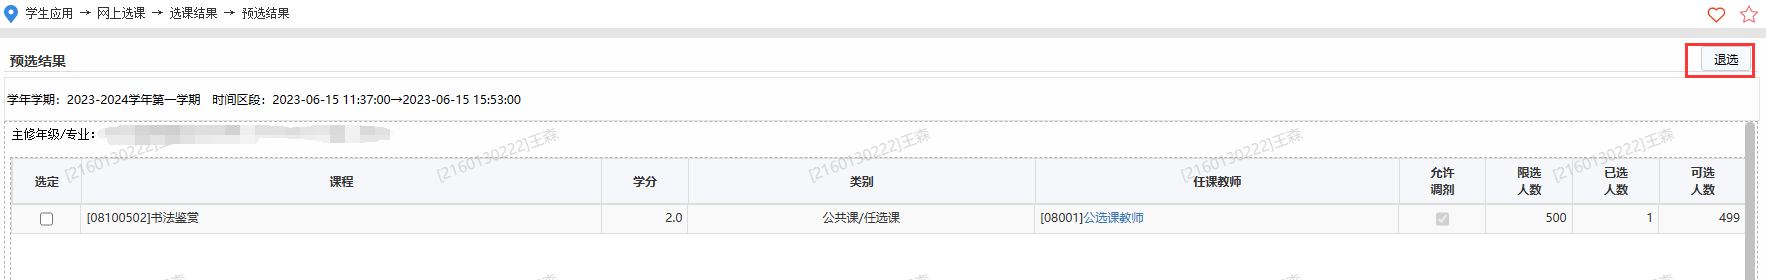 学生应用 → 网上选课 → 选课结果 → 预选结果
预选结果 退选
学年学期：2023-2024学年第一学期 时间区段：2023-06-15 11:37:00→2023-06-15 15:53:00
主修年级/专业：
[2160130222]王森 [2160130222]王森 [2160130222]王森 [2160130222]王森 [2160130222]王森
选定 课程 学分 类别 任课教师 允许调剂 限选人数 已选人数 可选人数
[08100502]书法鉴赏 2.0 公共课/任选课 [08001]公选课教师 500 1 499